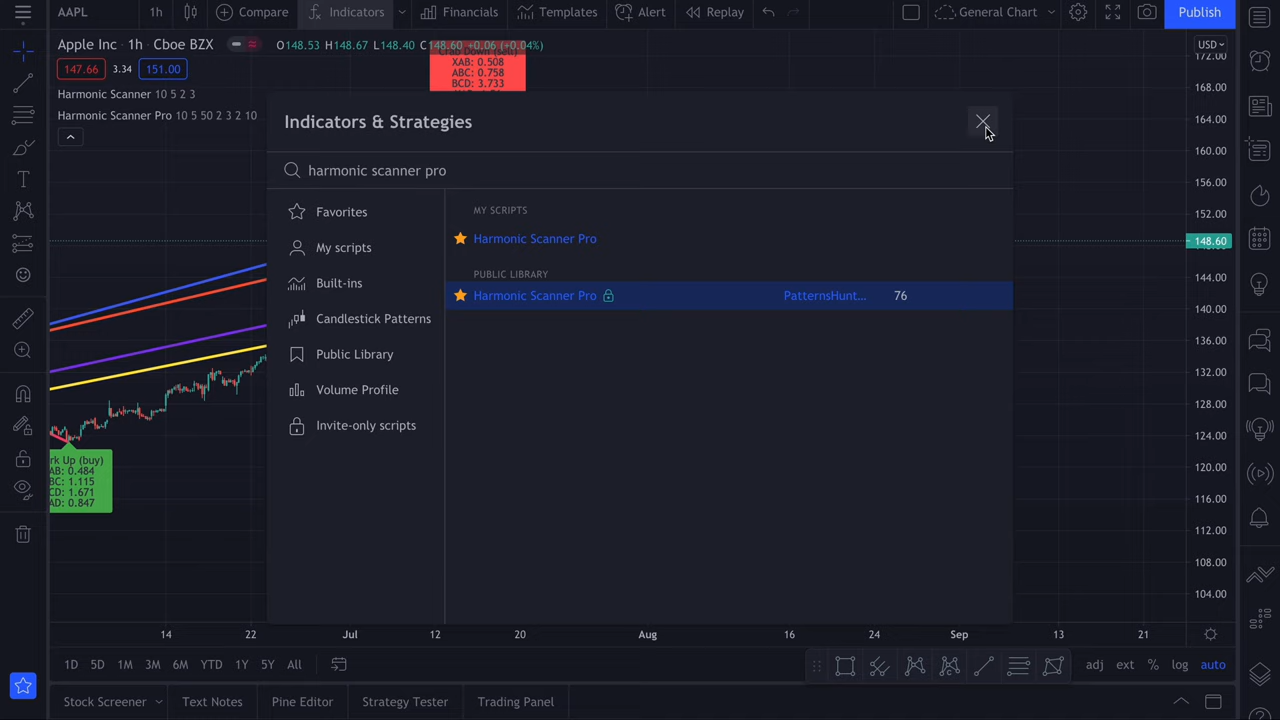 AAPL 1h Compare Indicators Financials Templates Alert Replay General Chart Publish
Apple Inc · 1h · Cboe BZX O148.53 H148.67 L148.40 C148.60 +0.06 (+0.04%)
147.66 3.34 151.00
Harmonic Scanner 10 5 2 3
Harmonic Scanner Pro 10 5 50 2 3 2 10
Crab Down (sell)
XAB: 0.508
ABC: 0.758
BCD: 3.733
USD
172.00
168.00
164.00
160.00
156.00
152.00
148.60
144.00
140.00
136.00
132.00
128.00
124.00
120.00
116.00
112.00
108.00
104.00
Indicators & Strategies
harmonic scanner pro
Favorites
My scripts
Built-ins
Candlestick Patterns
Public Library
Volume Profile
Invite-only scripts
MY SCRIPTS
Harmonic Scanner Pro
PUBLIC LIBRARY
Harmonic Scanner Pro PatternsHunt... 76
rk Up (buy)
AB: 0.484
BC: 1.115
CD: 1.671
AD: 0.847
14 22 Jul 12 20 Aug 16 24 Sep 13 21
1D 5D 1M 3M 6M YTD 1Y 5Y All adj ext % log auto
Stock Screener Text Notes Pine Editor Strategy Tester Trading Panel